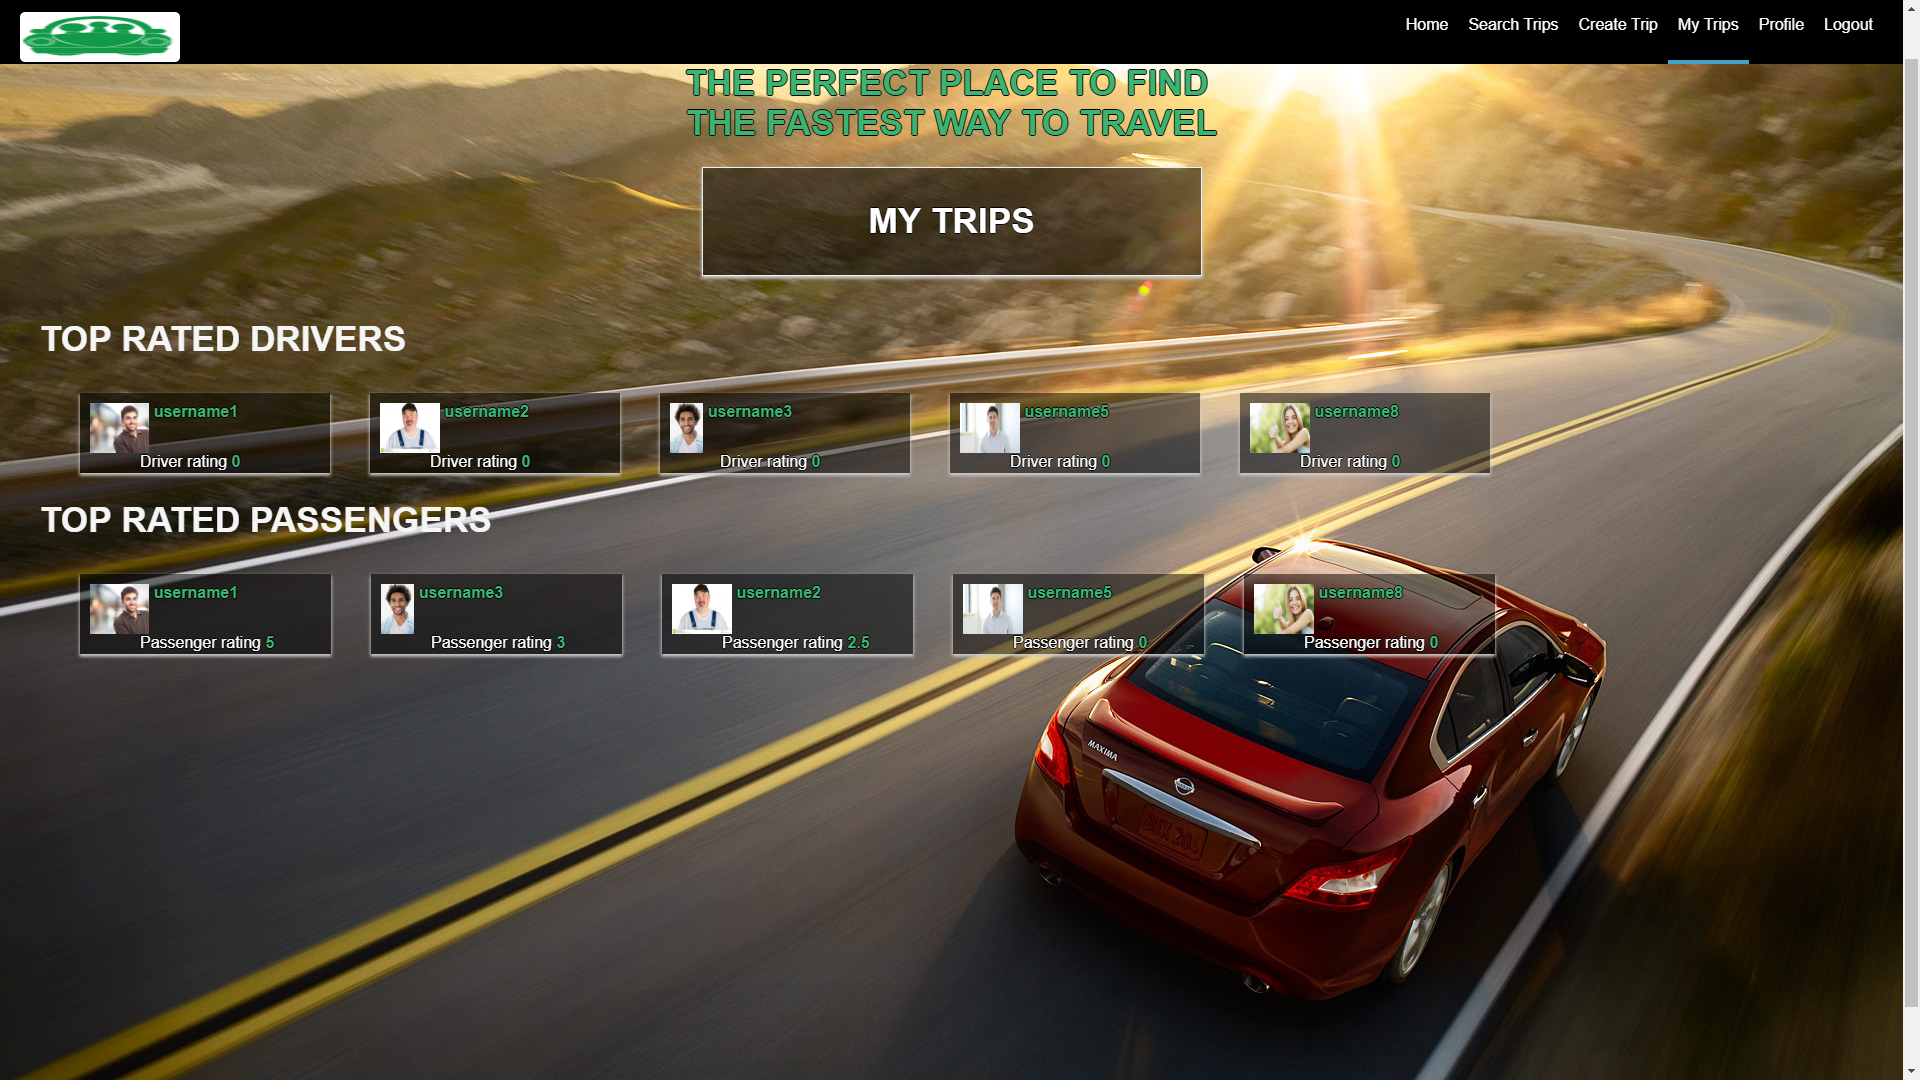 Home Search Trips Create Trip My Trips Profile Logout
THE PERFECT PLACE TO FIND
THE FASTEST WAY TO TRAVEL
MY TRIPS
TOP RATED DRIVERS
username1
Driver rating 0
username2
Driver rating 0
username3
Driver rating 0
username5
Driver rating 0
username8
Driver rating 0
TOP RATED PASSENGERS
username1
Passenger rating 5
username3
Passenger rating 3
username2
Passenger rating 2.5
username5
Passenger rating 0
username8
Passenger rating 0
MAXIMA